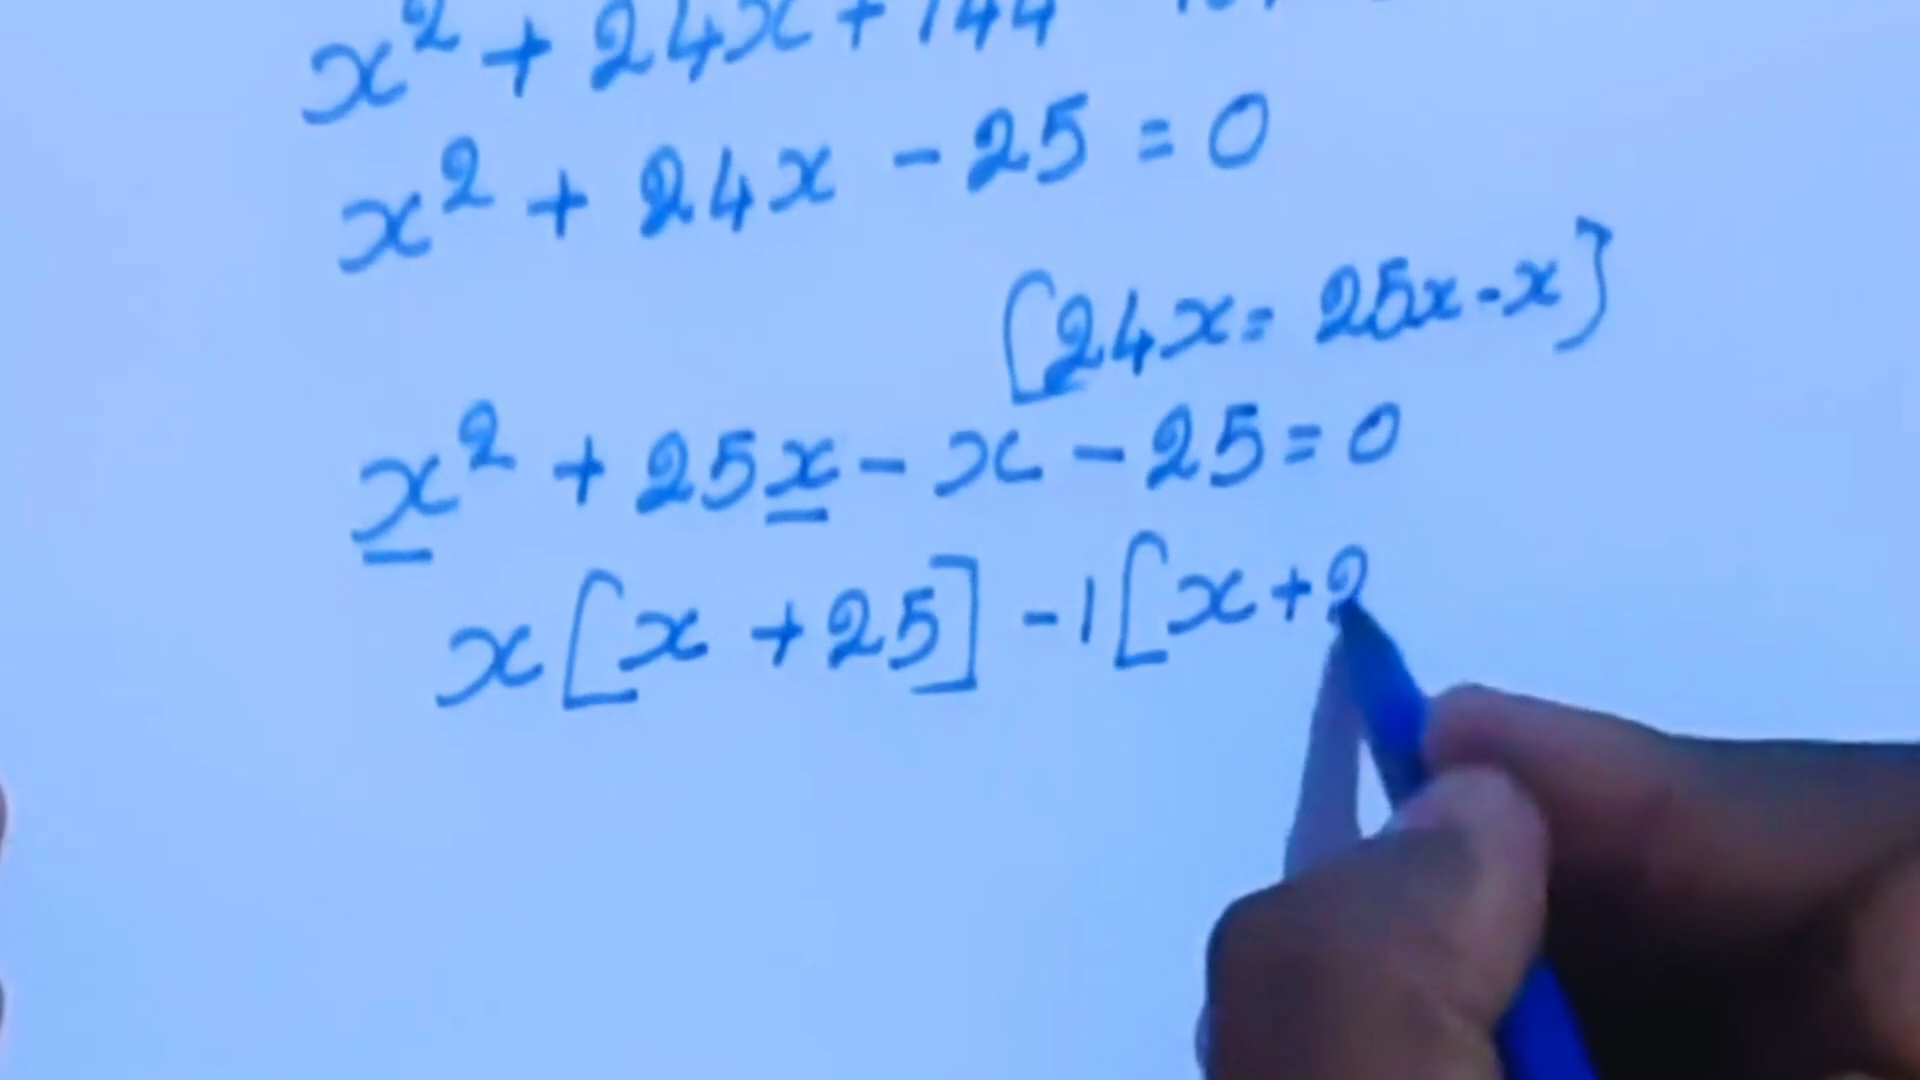 x² + 24x + 144
x² + 24x - 25 = 0
[24x = 25x - x]
x² + 25x - x - 25 = 0
x[x + 25] - 1[x + 2